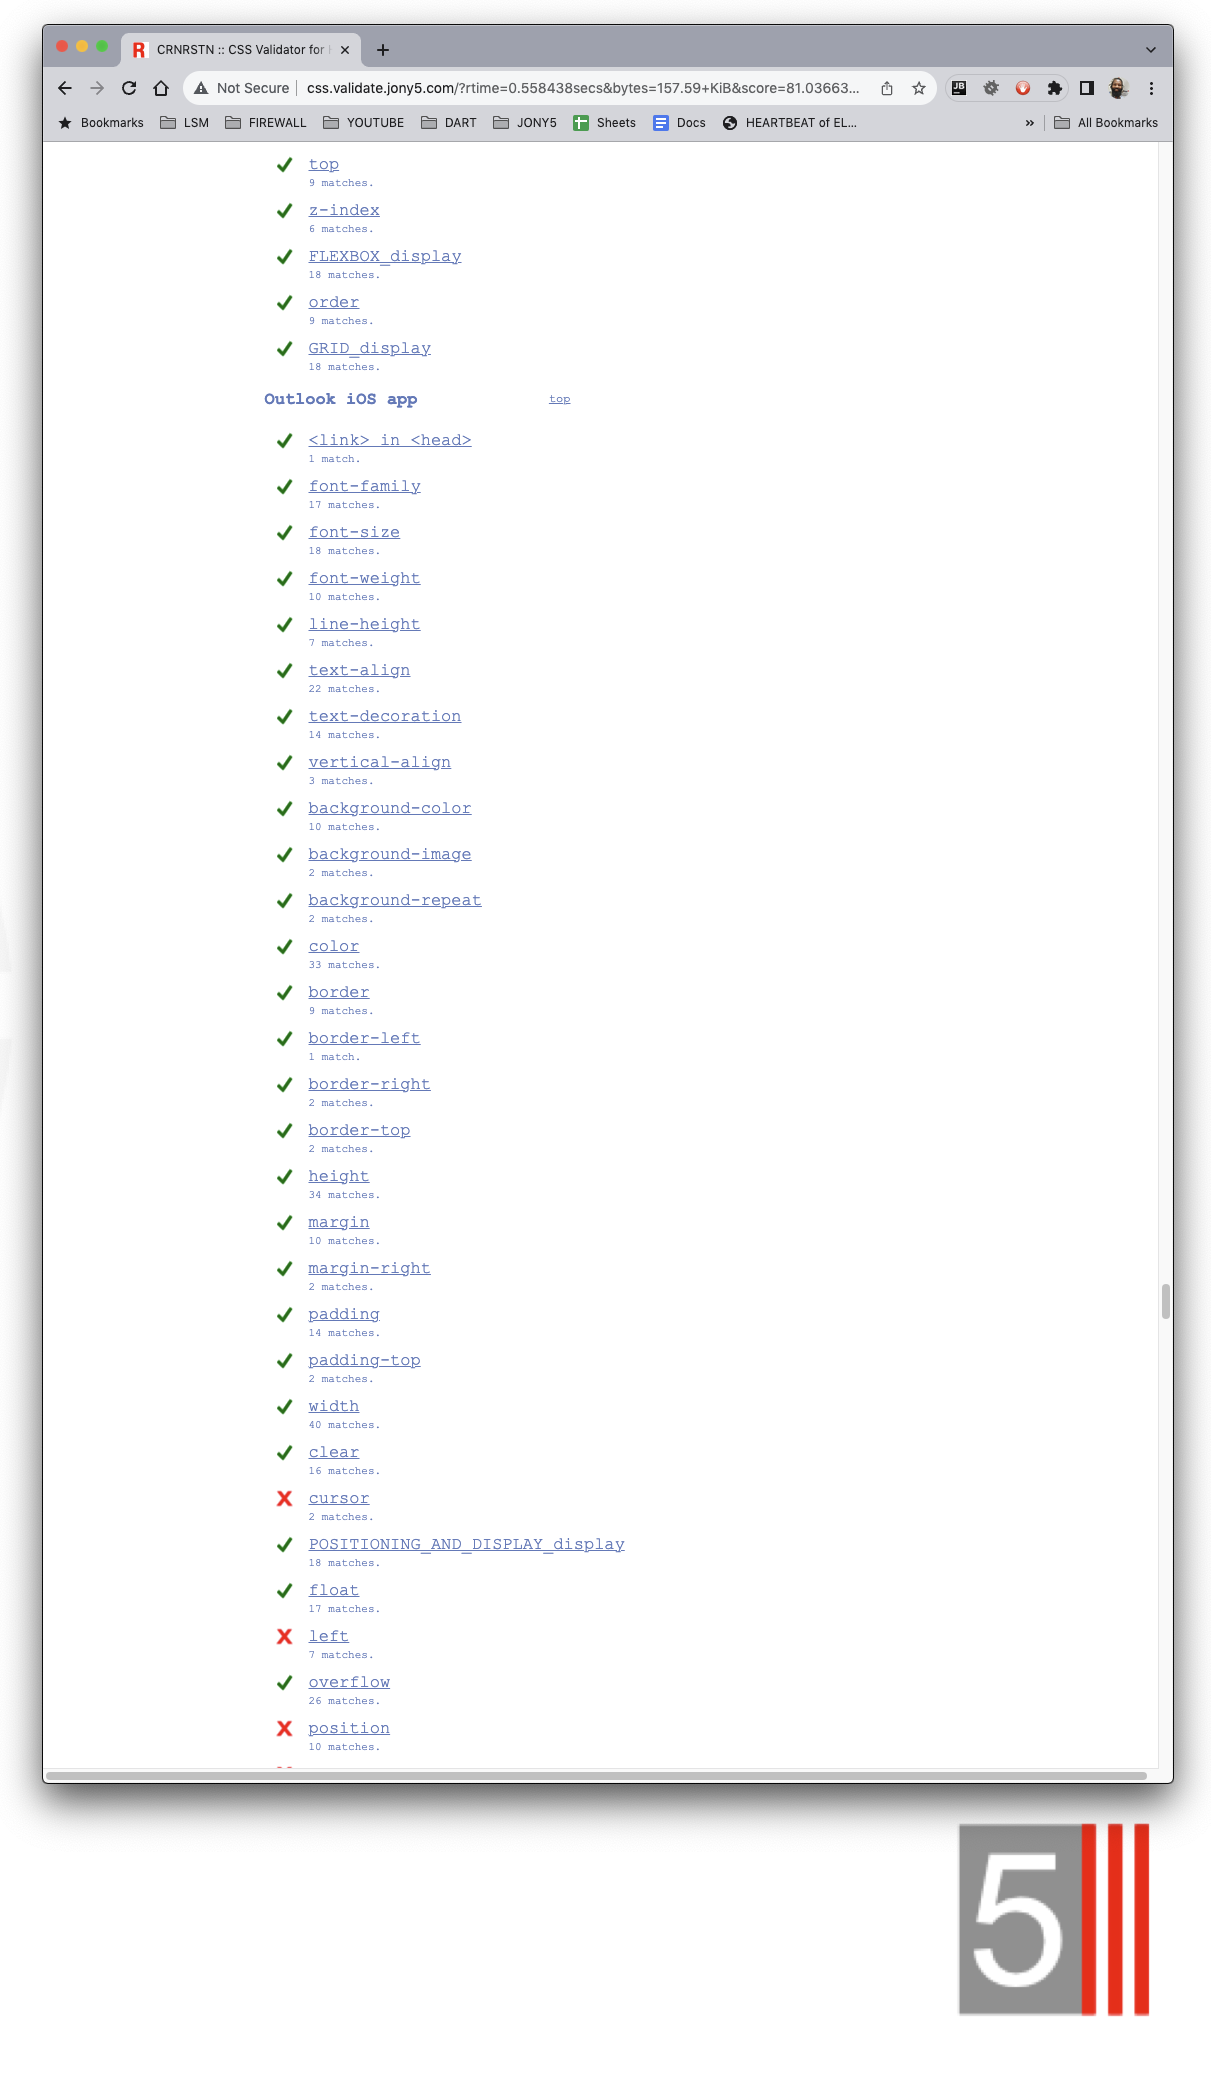 CRNRSTN :: CSS Validator for
Not Secure
css.validate.jony5.com/?rtime=0.558438secs&bytes=157.59+KiB&score=81.03663...
JB
Bookmarks
LSM
FIREWALL
YOUTUBE
DART
JONY5
Sheets
Docs
HEARTBEAT of EL...
»
All Bookmarks
top
9 matches.
z-index
6 matches.
FLEXBOX_display
18 matches.
order
9 matches.
GRID_display
18 matches.
Outlook iOS app
top
<link> in <head>
1 match.
font-family
17 matches.
font-size
18 matches.
font-weight
10 matches.
line-height
7 matches.
text-align
22 matches.
text-decoration
14 matches.
vertical-align
3 matches.
background-color
10 matches.
background-image
2 matches.
background-repeat
2 matches.
color
33 matches.
border
9 matches.
border-left
1 match.
border-right
2 matches.
border-top
2 matches.
height
34 matches.
margin
10 matches.
margin-right
2 matches.
padding
14 matches.
padding-top
2 matches.
width
40 matches.
clear
16 matches.
cursor
2 matches.
POSITIONING_AND_DISPLAY_display
18 matches.
float
17 matches.
left
7 matches.
overflow
26 matches.
position
10 matches.
5